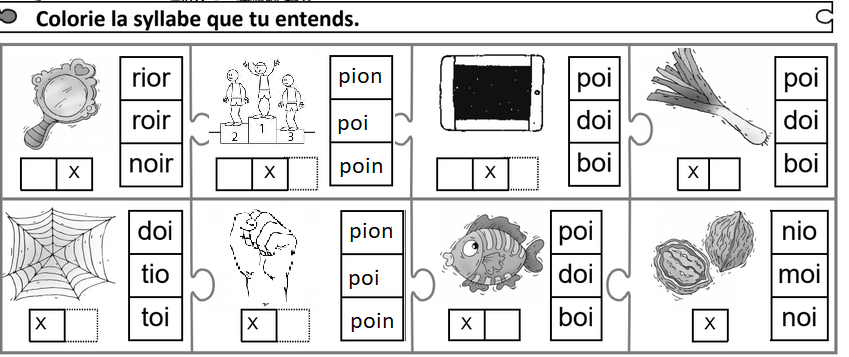 Colorie la syllabe que tu entends.
rior
roir
noir
X
2 1 3
pion
poi
poin
X
poi
doi
boi
X
poi
doi
boi
X
doi
tio
toi
X
pion
poi
poin
X
poi
doi
boi
X
nio
moi
noi
X